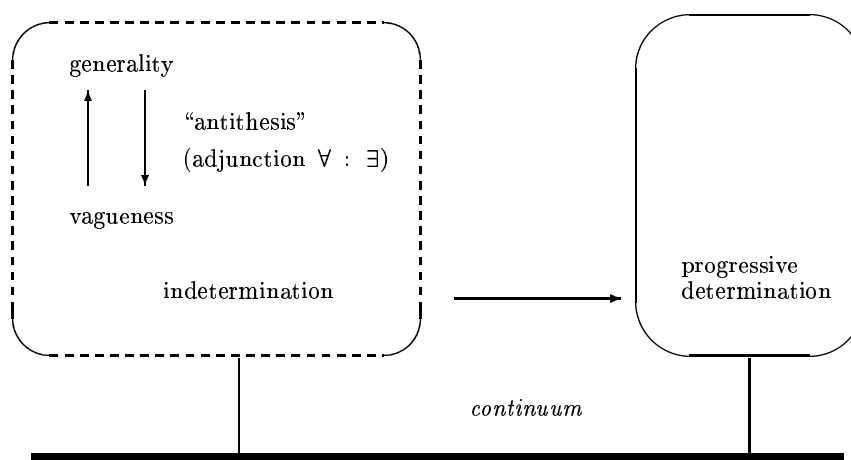 generality
“antithesis”
(adjunction ∀ : ∃)
vagueness
indetermination
progressive
determination
continuum